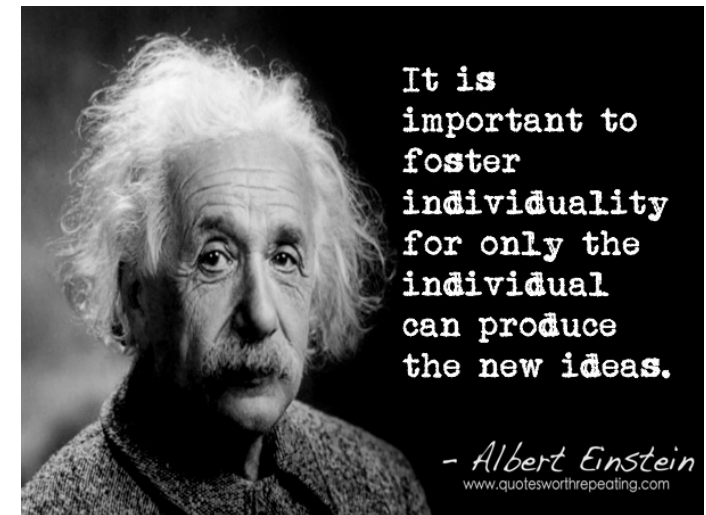 It is
important to
foster
individuality
for only the
individual
can produce
the new ideas.
- Albert Einstein
www.quotesworthrepeating.com